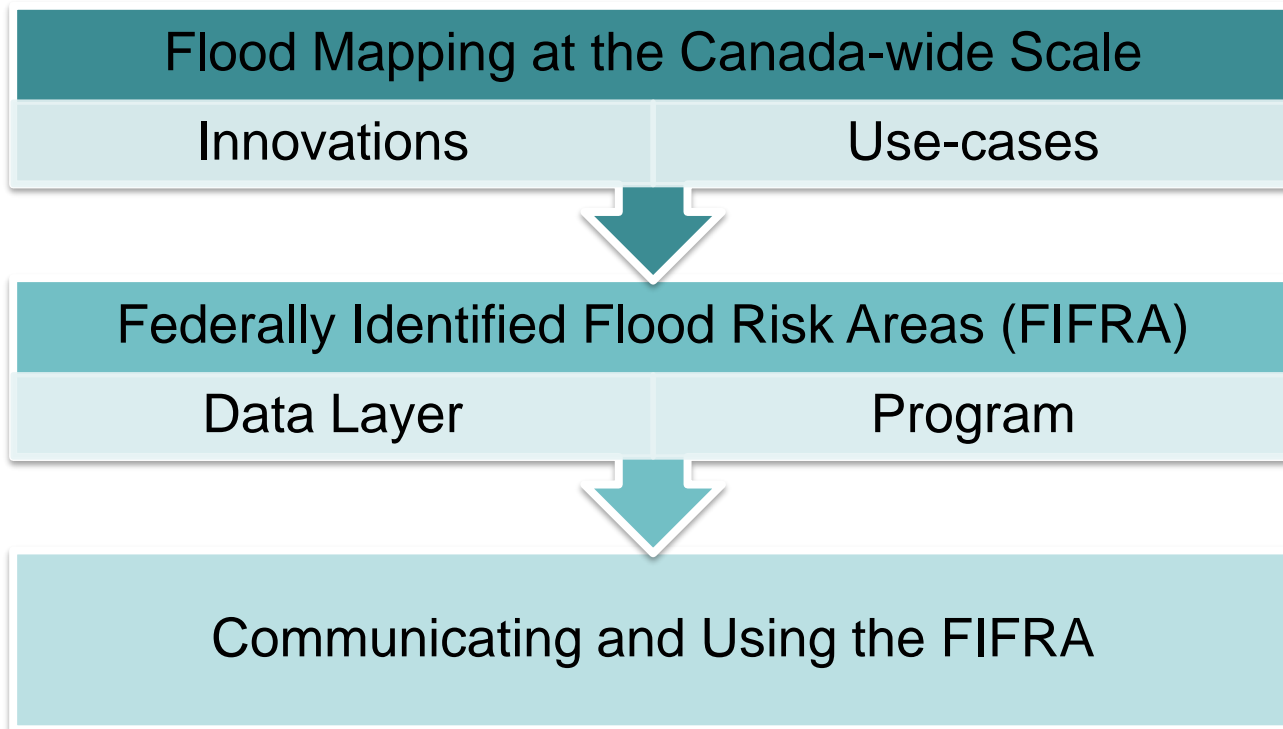 Flood Mapping at the Canada-wide Scale
Innovations
Use-cases
Federally Identified Flood Risk Areas (FIFRA)
Data Layer
Program
Communicating and Using the FIFRA